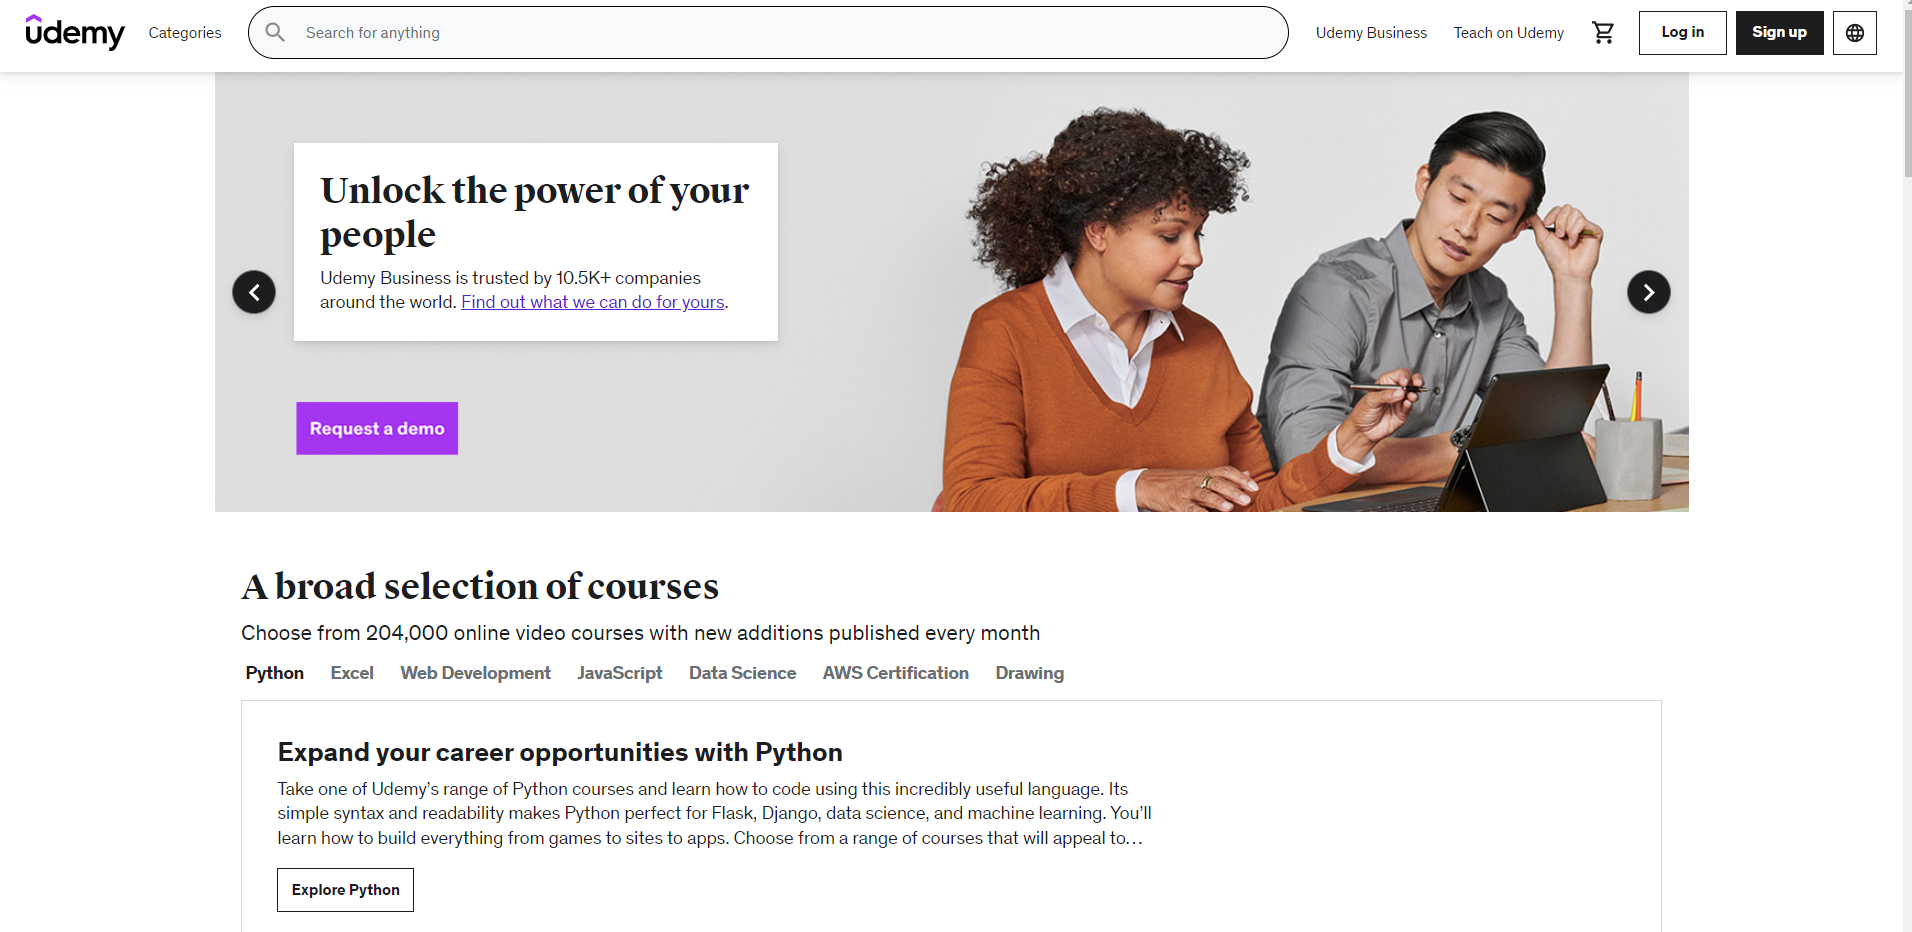 udemy
Categories
Search for anything
Udemy Business
Teach on Udemy
Log in
Sign up
Unlock the power of your
people
Udemy Business is trusted by 10.5K+ companies
around the world. Find out what we can do for yours.
Request a demo
A broad selection of courses
Choose from 204,000 online video courses with new additions published every month
Python
Excel
Web Development
JavaScript
Data Science
AWS Certification
Drawing
Expand your career opportunities with Python
Take one of Udemy’s range of Python courses and learn how to code using this incredibly useful language. Its
simple syntax and readability makes Python perfect for Flask, Django, data science, and machine learning. You’ll
learn how to build everything from games to sites to apps. Choose from a range of courses that will appeal to…
Explore Python